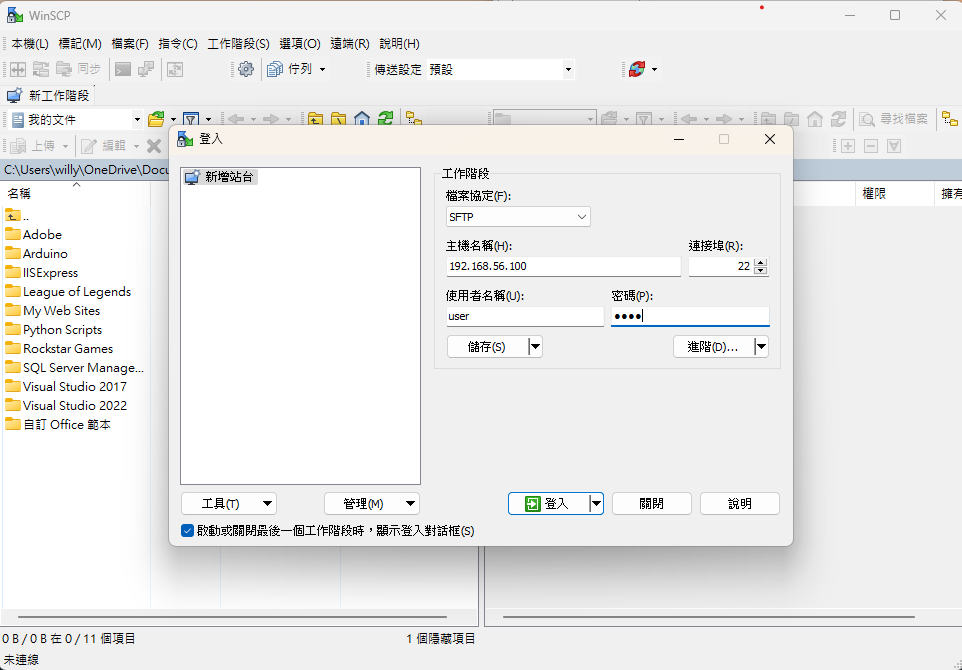 WinSCP
本機(L) 標記(M) 檔案(F) 指令(C) 工作階段(S) 選項(O) 遠端(R) 說明(H)
同步 佇列 傳送設定 預設
新工作階段
我的文件 尋找檔案
上傳 編輯
C:\Users\willy\OneDrive\Docu
名稱 權限 擁有
..
Adobe
Arduino
IISExpress
League of Legends
My Web Sites
Python Scripts
Rockstar Games
SQL Server Manage...
Visual Studio 2017
Visual Studio 2022
自訂 Office 範本
登入
新增站台
工作階段
檔案協定(F):
SFTP
主機名稱(H): 連接埠(R):
192.168.56.100 22
使用者名稱(U): 密碼(P):
user ●●●●
儲存(S) 進階(D)...
工具(T) 管理(M) 登入 關閉 說明
啟動或關閉最後一個工作階段時，顯示登入對話框(S)
0 B / 0 B 在 0 / 11 個項目 1 個隱藏項目
未連線